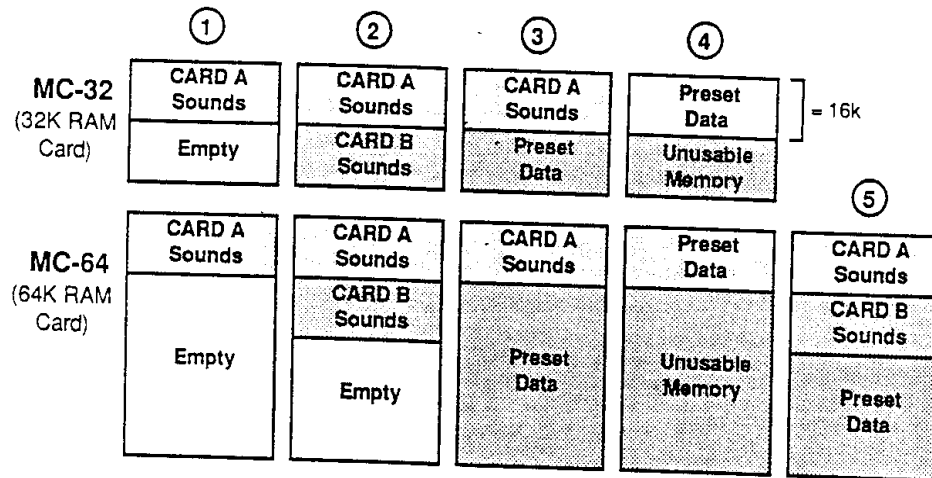 1
2
3
4
MC-32
(32K RAM
Card)
CARD A
Sounds
Empty
CARD A
Sounds
CARD B
Sounds
CARD A
Sounds
Preset
Data
Preset
Data
Unusable
Memory
= 16k
5
MC-64
(64K RAM
Card)
CARD A
Sounds
Empty
CARD A
Sounds
CARD B
Sounds
Empty
CARD A
Sounds
Preset
Data
Preset
Data
Unusable
Memory
CARD A
Sounds
CARD B
Sounds
Preset
Data